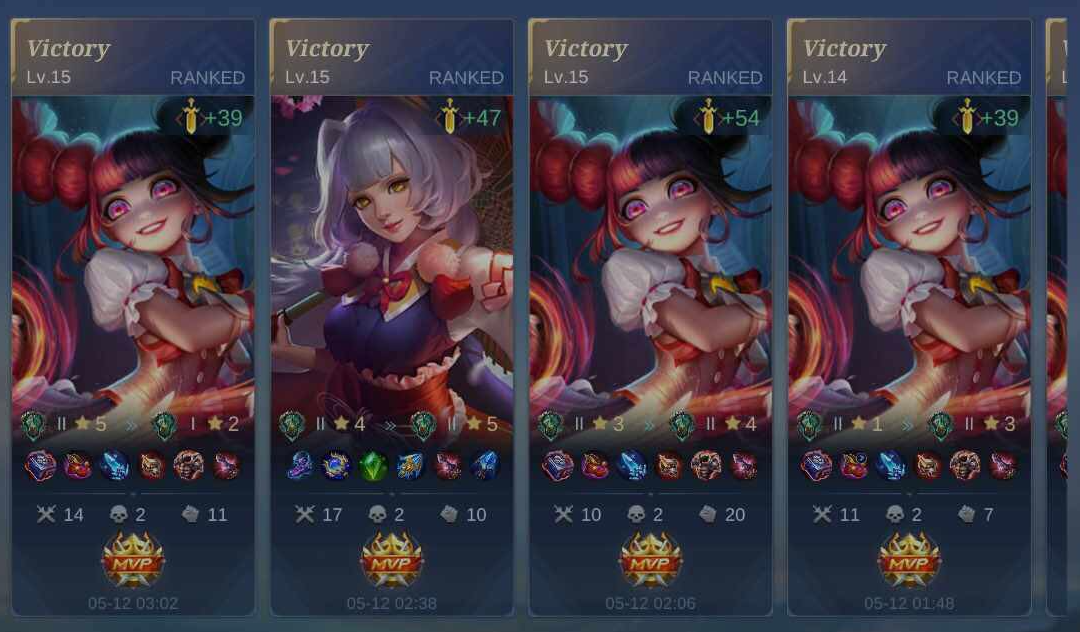 Victory
Lv.15 RANKED
+39
II 5 » I 2
14 2 11
MVP
05-12 03:02
Victory
Lv.15 RANKED
+47
II 4 » II 5
17 2 10
MVP
05-12 02:38
Victory
Lv.15 RANKED
+54
II 3 » II 4
10 2 20
MVP
05-12 02:06
Victory
Lv.14 RANKED
+39
II 1 » II 3
11 2 7
MVP
05-12 01:48
V
L